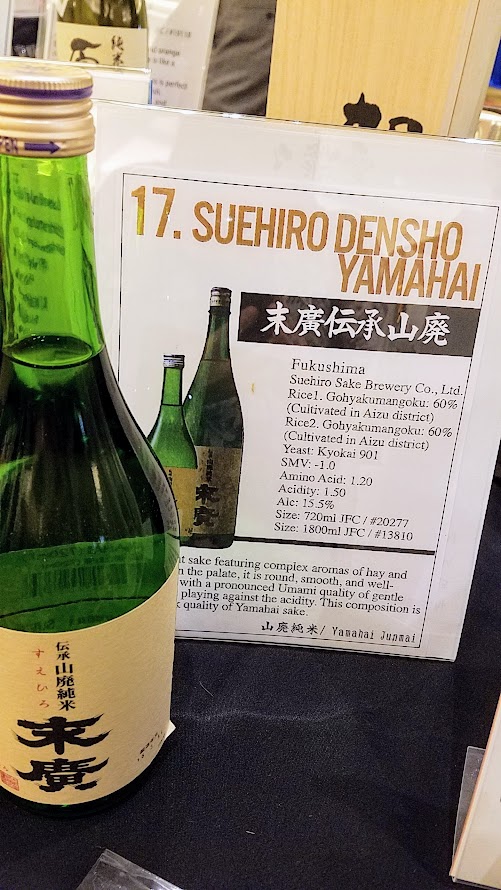 17. SUEHIRO DENSHO
YAMAHAI
末廣伝承山廃
Fukushima
Suehiro Sake Brewery Co., Ltd.
Rice1. Gohyakumangoku: 60%
(Cultivated in Aizu district)
Rice2. Gohyakumangoku: 60%
(Cultivated in Aizu district)
Yeast: Kyokai 901
SMV: -1.0
Amino Acid: 1.20
Acidity: 1.50
Alc: 15.5%
Size: 720ml JFC / #20277
Size: 1800ml JFC / #13810
sake featuring complex aromas of hay and
the palate, it is round, smooth, and well-
with a pronounced Umami quality of gentle
playing against the acidity. This composition is
quality of Yamahai sake.
山廃純米/ Yamahai Junmai
伝承山廃純米
すえひろ
末廣
末廣
純米